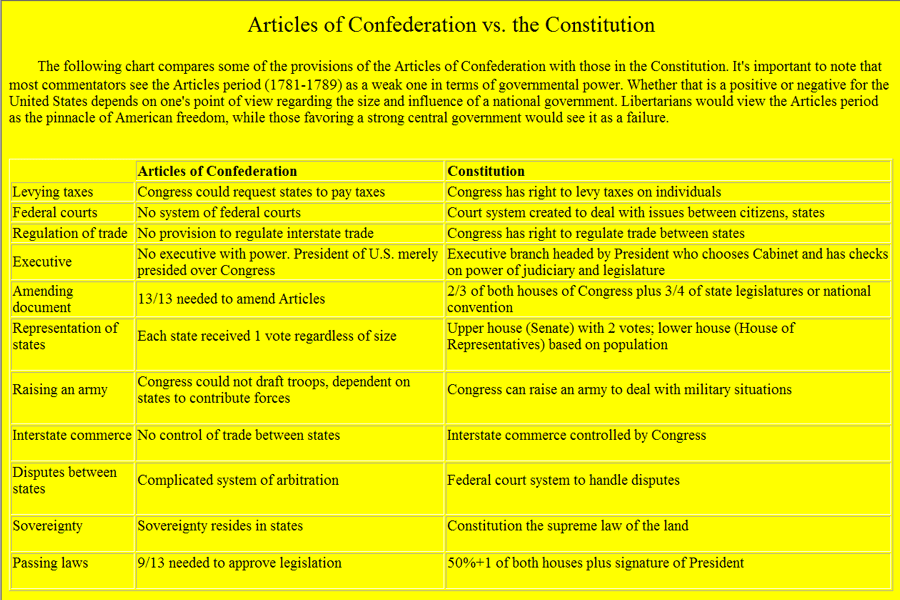 Articles of Confederation vs. the Constitution
The following chart compares some of the provisions of the Articles of Confederation with those in the Constitution. It's important to note that
most commentators see the Articles period (1781-1789) as a weak one in terms of governmental power. Whether that is a positive or negative for the
United States depends on one's point of view regarding the size and influence of a national government. Libertarians would view the Articles period
as the pinnacle of American freedom, while those favoring a strong central government would see it as a failure.
Articles of Confederation Constitution
Levying taxes Congress could request states to pay taxes Congress has right to levy taxes on individuals
Federal courts No system of federal courts Court system created to deal with issues between citizens, states
Regulation of trade No provision to regulate interstate trade Congress has right to regulate trade between states
Executive
No executive with power. President of U.S. merely
presided over Congress
Executive branch headed by President who chooses Cabinet and has checks
on power of judiciary and legislature
Amending
document
13/13 needed to amend Articles
2/3 of both houses of Congress plus 3/4 of state legislatures or national
convention
Representation of
states
Each state received 1 vote regardless of size
Upper house (Senate) with 2 votes; lower house (House of
Representatives) based on population
Raising an army
Congress could not draft troops, dependent on
states to contribute forces
Congress can raise an army to deal with military situations
Interstate commerce No control of trade between states Interstate commerce controlled by Congress
Disputes between
states
Complicated system of arbitration
Federal court system to handle disputes
Sovereignty Sovereignty resides in states Constitution the supreme law of the land
Passing laws 9/13 needed to approve legislation 50%+1 of both houses plus signature of President